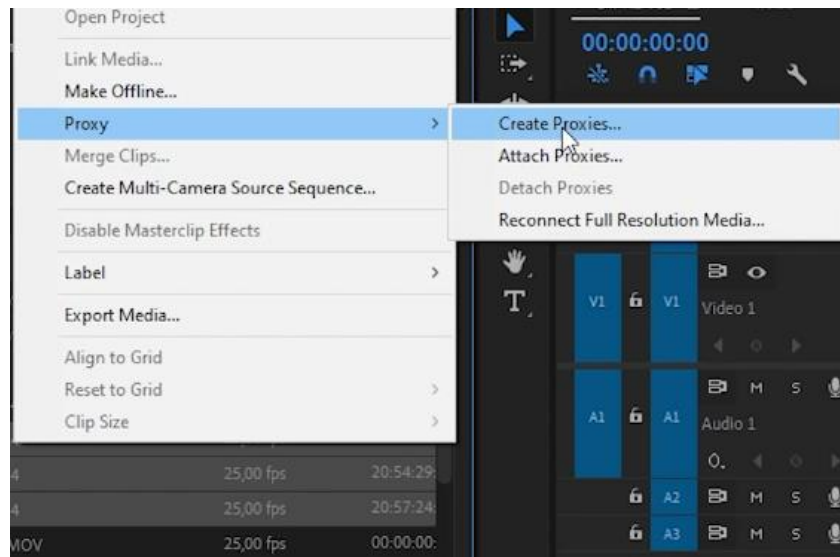 Open Project
Link Media...
Make Offline...
Proxy
Merge Clips...
Create Multi-Camera Source Sequence...
Disable Masterclip Effects
Label
Export Media...
Align to Grid
Reset to Grid
Clip Size
Create Proxies...
Attach Proxies...
Detach Proxies
Reconnect Full Resolution Media...
00:00:00:00
T
V1 V1 Video 1
M S
A1 A1 Audio 1
O.
A2 M S
A3 M S
4 25,00 fps 20:54:29:
4 25,00 fps 20:57:24:
MOV 25,00 fps 00:00:00: